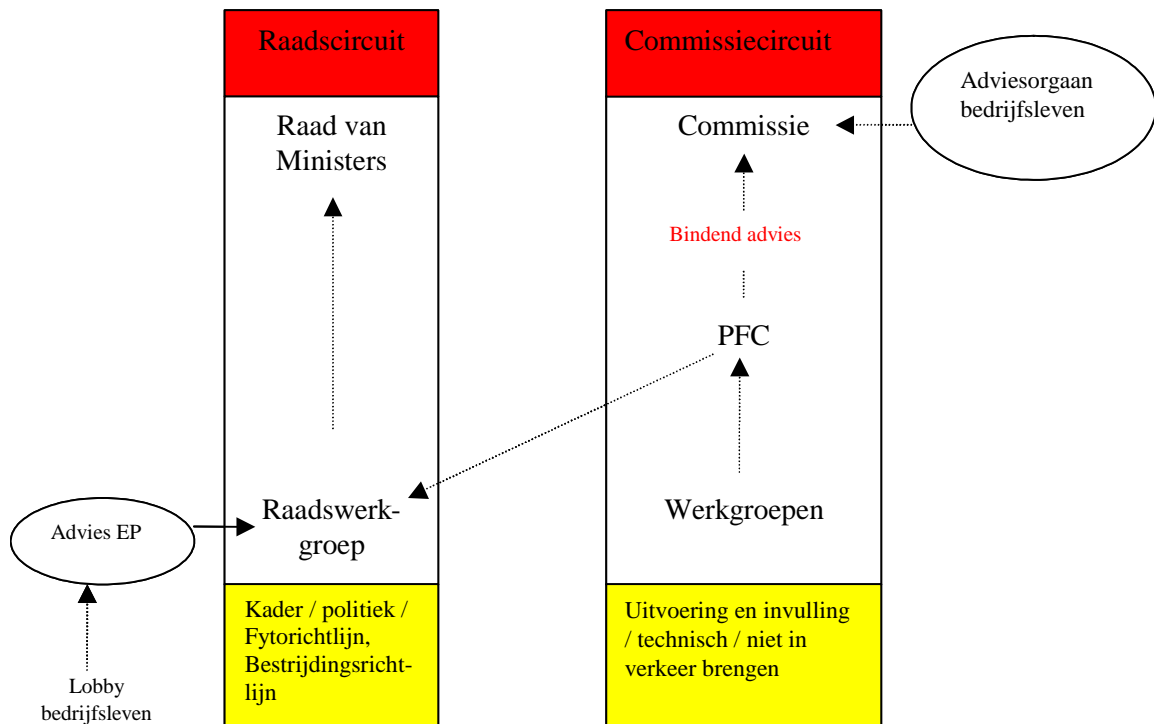 Raadscircuit
Raad van
Ministers
Raadswerk-
groep
Kader / politiek /
Fytorichtlijn,
Bestrijdingsricht-
lijn
Advies EP
Lobby
bedrijfsleven
Commissiecircuit
Commissie
Bindend advies
PFC
Werkgroepen
Uitvoering en invulling
/ technisch / niet in
verkeer brengen
Adviesorgaan
bedrijfsleven